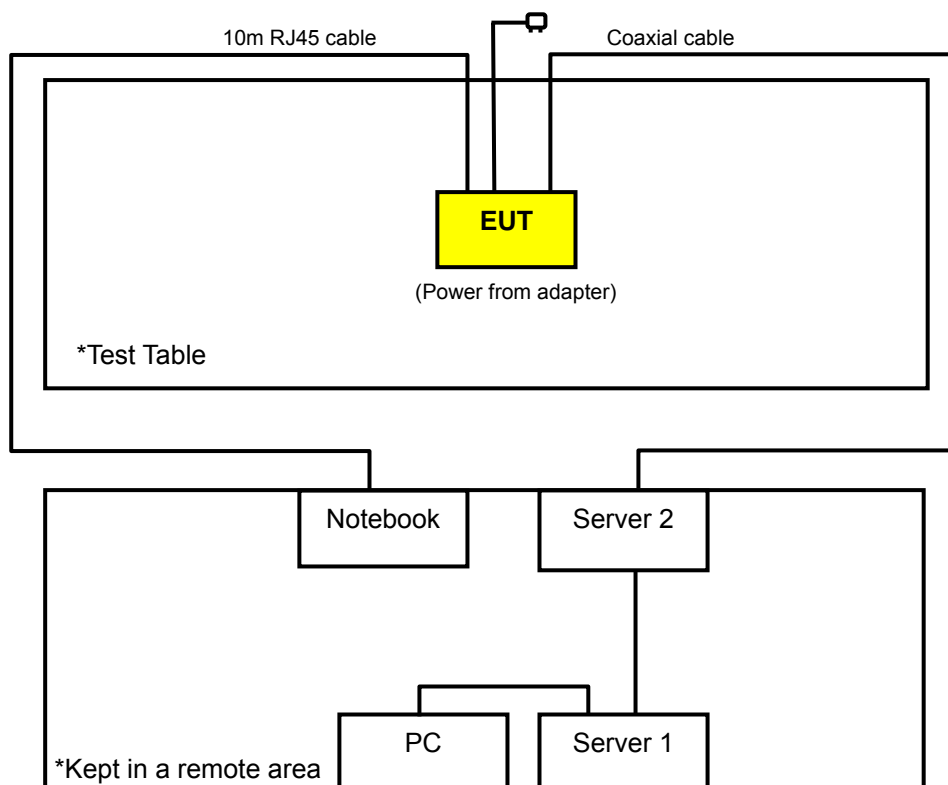 10m RJ45 cable
Coaxial cable
EUT
(Power from adapter)
*Test Table
Notebook
Server 2
PC
Server 1
*Kept in a remote area